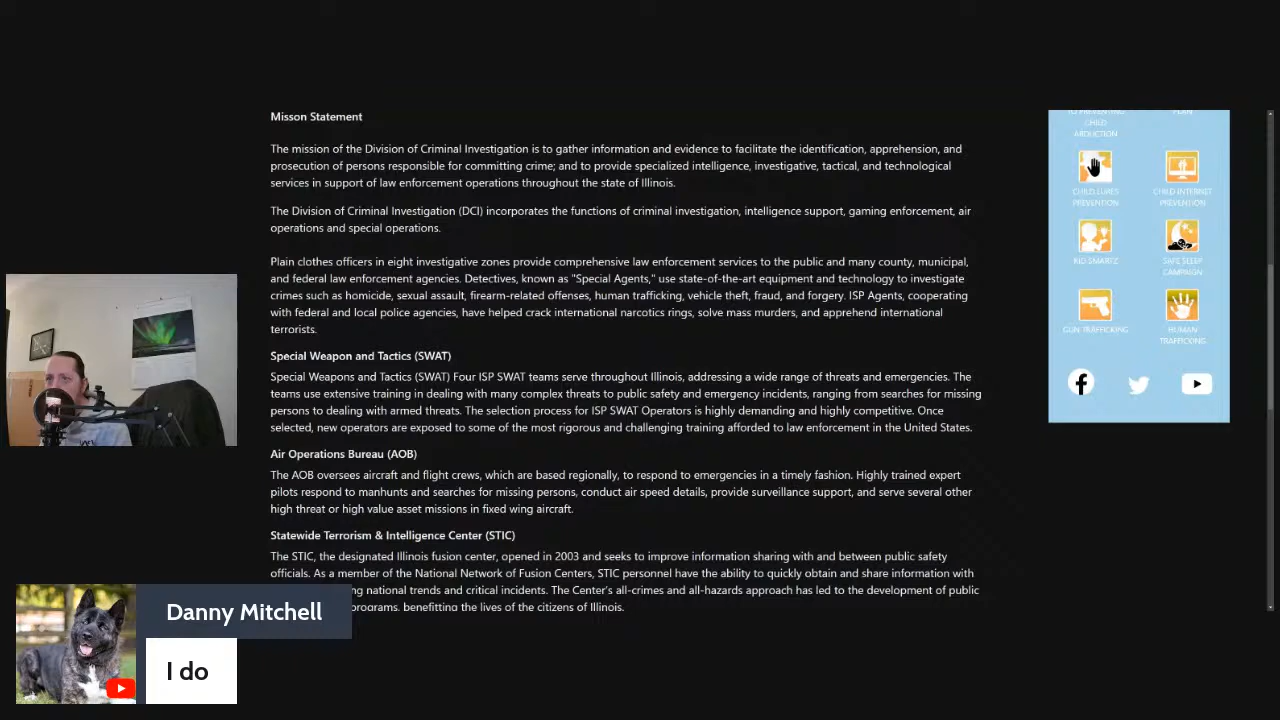 Misson Statement
The mission of the Division of Criminal Investigation is to gather information and evidence to facilitate the identification, apprehension, and
prosecution of persons responsible for committing crime; and to provide specialized intelligence, investigative, tactical, and technological
services in support of law enforcement operations throughout the state of Illinois.
The Division of Criminal Investigation (DCI) incorporates the functions of criminal investigation, intelligence support, gaming enforcement, air
operations and special operations.
Plain clothes officers in eight investigative zones provide comprehensive law enforcement services to the public and many county, municipal,
and federal law enforcement agencies. Detectives, known as "Special Agents," use state-of-the-art equipment and technology to investigate
crimes such as homicide, sexual assault, firearm-related offenses, human trafficking, vehicle theft, fraud, and forgery. ISP Agents, cooperating
with federal and local police agencies, have helped crack international narcotics rings, solve mass murders, and apprehend international
terrorists.
Special Weapon and Tactics (SWAT)
Special Weapons and Tactics (SWAT) Four ISP SWAT teams serve throughout Illinois, addressing a wide range of threats and emergencies. The
teams use extensive training in dealing with many complex threats to public safety and emergency incidents, ranging from searches for missing
persons to dealing with armed threats. The selection process for ISP SWAT Operators is highly demanding and highly competitive. Once
selected, new operators are exposed to some of the most rigorous and challenging training afforded to law enforcement in the United States.
Air Operations Bureau (AOB)
The AOB oversees aircraft and flight crews, which are based regionally, to respond to emergencies in a timely fashion. Highly trained expert
pilots respond to manhunts and searches for missing persons, conduct air speed details, provide surveillance support, and serve several other
high threat or high value asset missions in fixed wing aircraft.
Statewide Terrorism & Intelligence Center (STIC)
The STIC, the designated Illinois fusion center, opened in 2003 and seeks to improve information sharing with and between public safety
officials. As a member of the National Network of Fusion Centers, STIC personnel have the ability to quickly obtain and share information with
ng national trends and critical incidents. The Center's all-crimes and all-hazards approach has led to the development of public
programs, benefitting the lives of the citizens of Illinois.
TO PREVENTING
CHILD
ABDUCTION
PLAN
CHILD LURES
PREVENTION
CHILD INTERNET
PREVENTION
KID SMARTZ
SAFE SLEEP
CAMPAIGN
GUN TRAFFICKING
HUMAN
TRAFFICKING
Danny Mitchell
I do